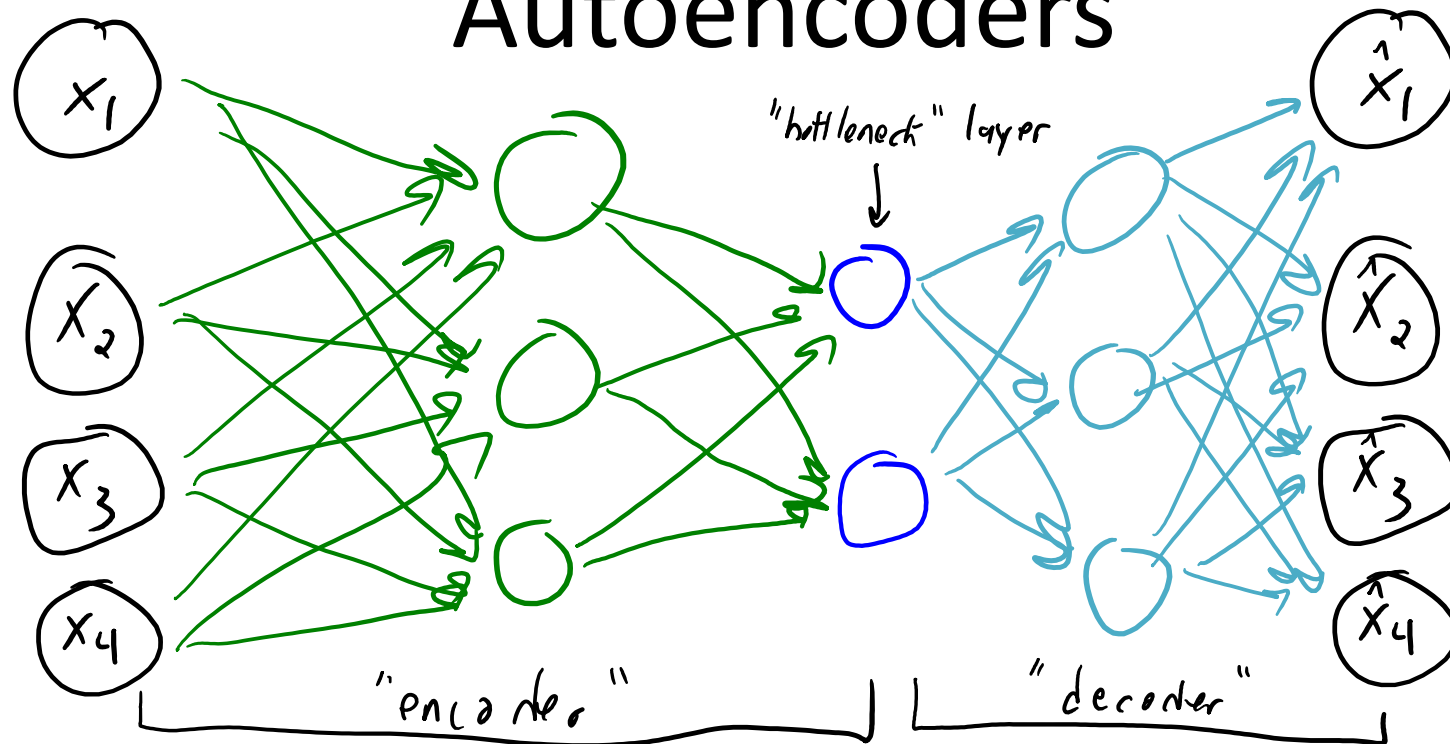 Autoencoders
"bottleneck" layer
x₁
x₂
x₃
x₄
x̂₁
x̂₂
x̂₃
x̂₄
"encoder"
"decoder"